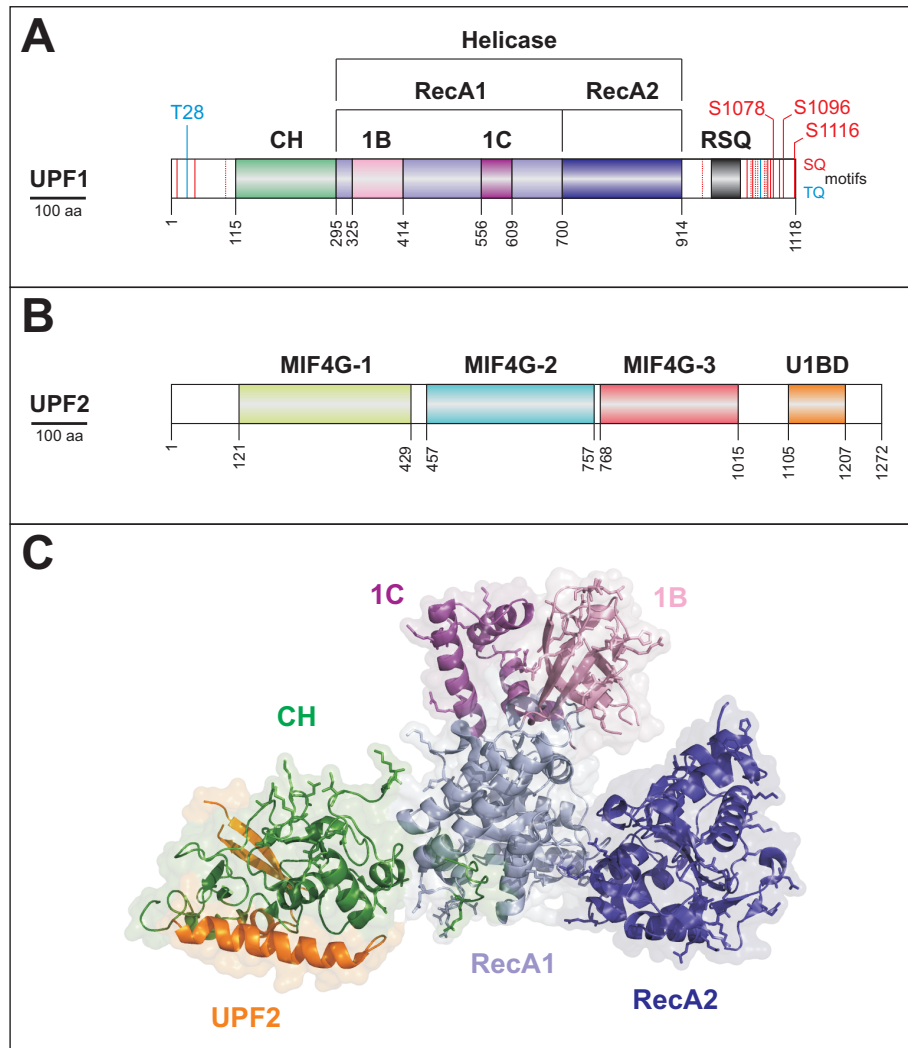 A
Helicase
RecA1
RecA2
T28
S1078
S1096
S1116
CH
1B
1C
RSQ
UPF1
100 aa
SQ
motifs
TQ
1
115
295
325
414
556
609
700
914
1118
B
MIF4G-1
MIF4G-2
MIF4G-3
U1BD
UPF2
100 aa
1
121
429
457
757
768
1015
1105
1207
1272
C
1C
1B
CH
RecA1
RecA2
UPF2